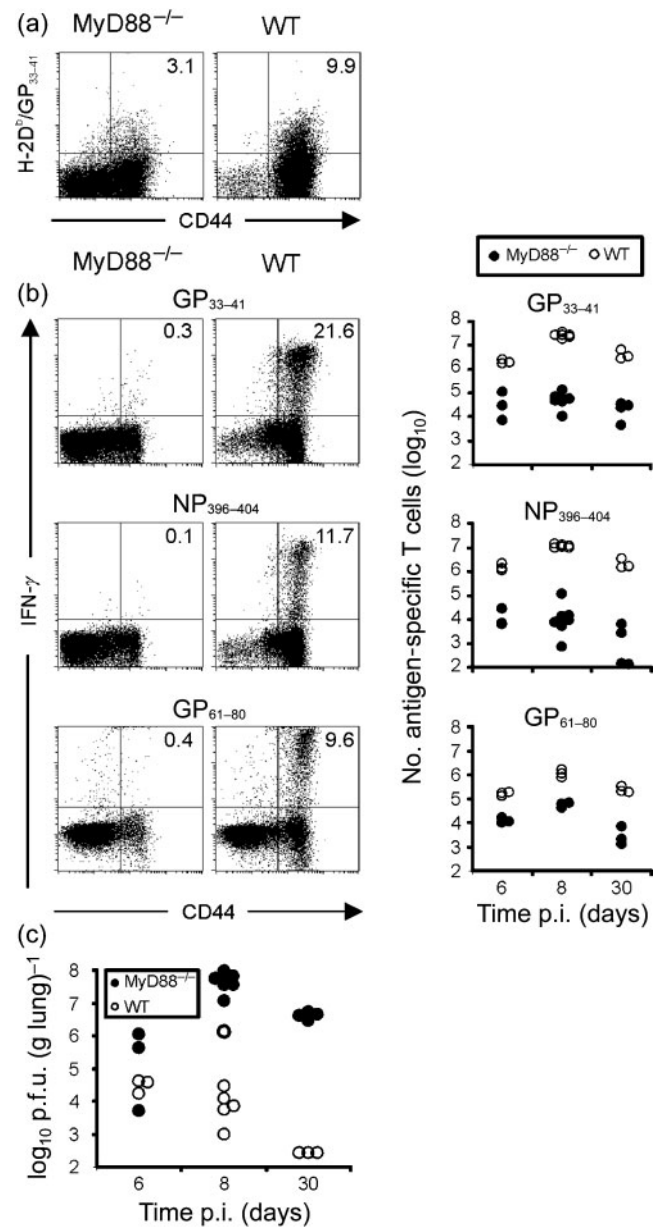 (a)
MyD88⁻/⁻ WT
H-2Dᵇ/GP₃₃₋₄₁
3.1 9.9
CD44
(b)
MyD88⁻/⁻ WT
IFN-γ
GP₃₃₋₄₁
0.3 21.6
NP₃₉₆₋₄₀₄
0.1 11.7
GP₆₁₋₈₀
0.4 9.6
CD44
● MyD88⁻/⁻ ○ WT
No. antigen-specific T cells (log₁₀)
GP₃₃₋₄₁
8
7
6
5
4
3
2
NP₃₉₆₋₄₀₄
8
7
6
5
4
3
2
GP₆₁₋₈₀
8
7
6
5
4
3
2
6 8 30
Time p.i. (days)
(c)
log₁₀ p.f.u. (g lung)⁻¹
8
7
6
5
4
3
2
● MyD88⁻/⁻
○ WT
6 8 30
Time p.i. (days)